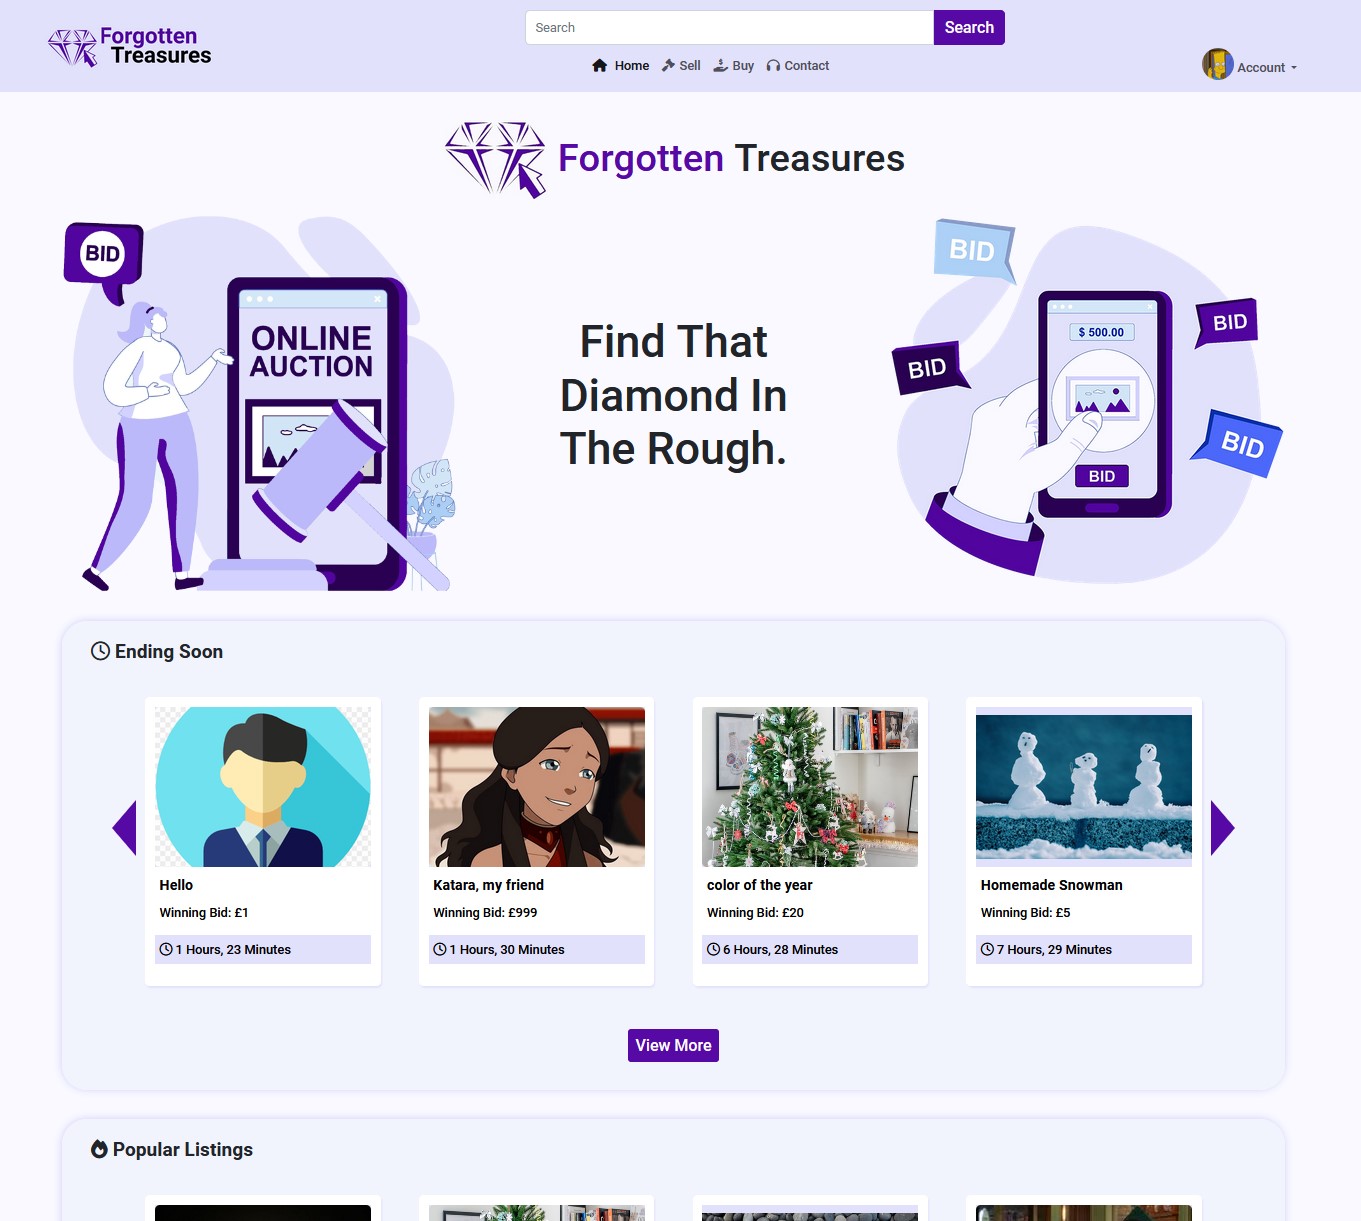 Forgotten
Treasures
Search
Search
Home
Sell
Buy
Contact
Account
Forgotten Treasures
BID
ONLINE
AUCTION
Find That
Diamond In
The Rough.
BID
BID
BID
BID
$ 500.00
BID
Ending Soon
Hello
Winning Bid: £1
1 Hours, 23 Minutes
Katara, my friend
Winning Bid: £999
1 Hours, 30 Minutes
color of the year
Winning Bid: £20
6 Hours, 28 Minutes
Homemade Snowman
Winning Bid: £5
7 Hours, 29 Minutes
View More
Popular Listings